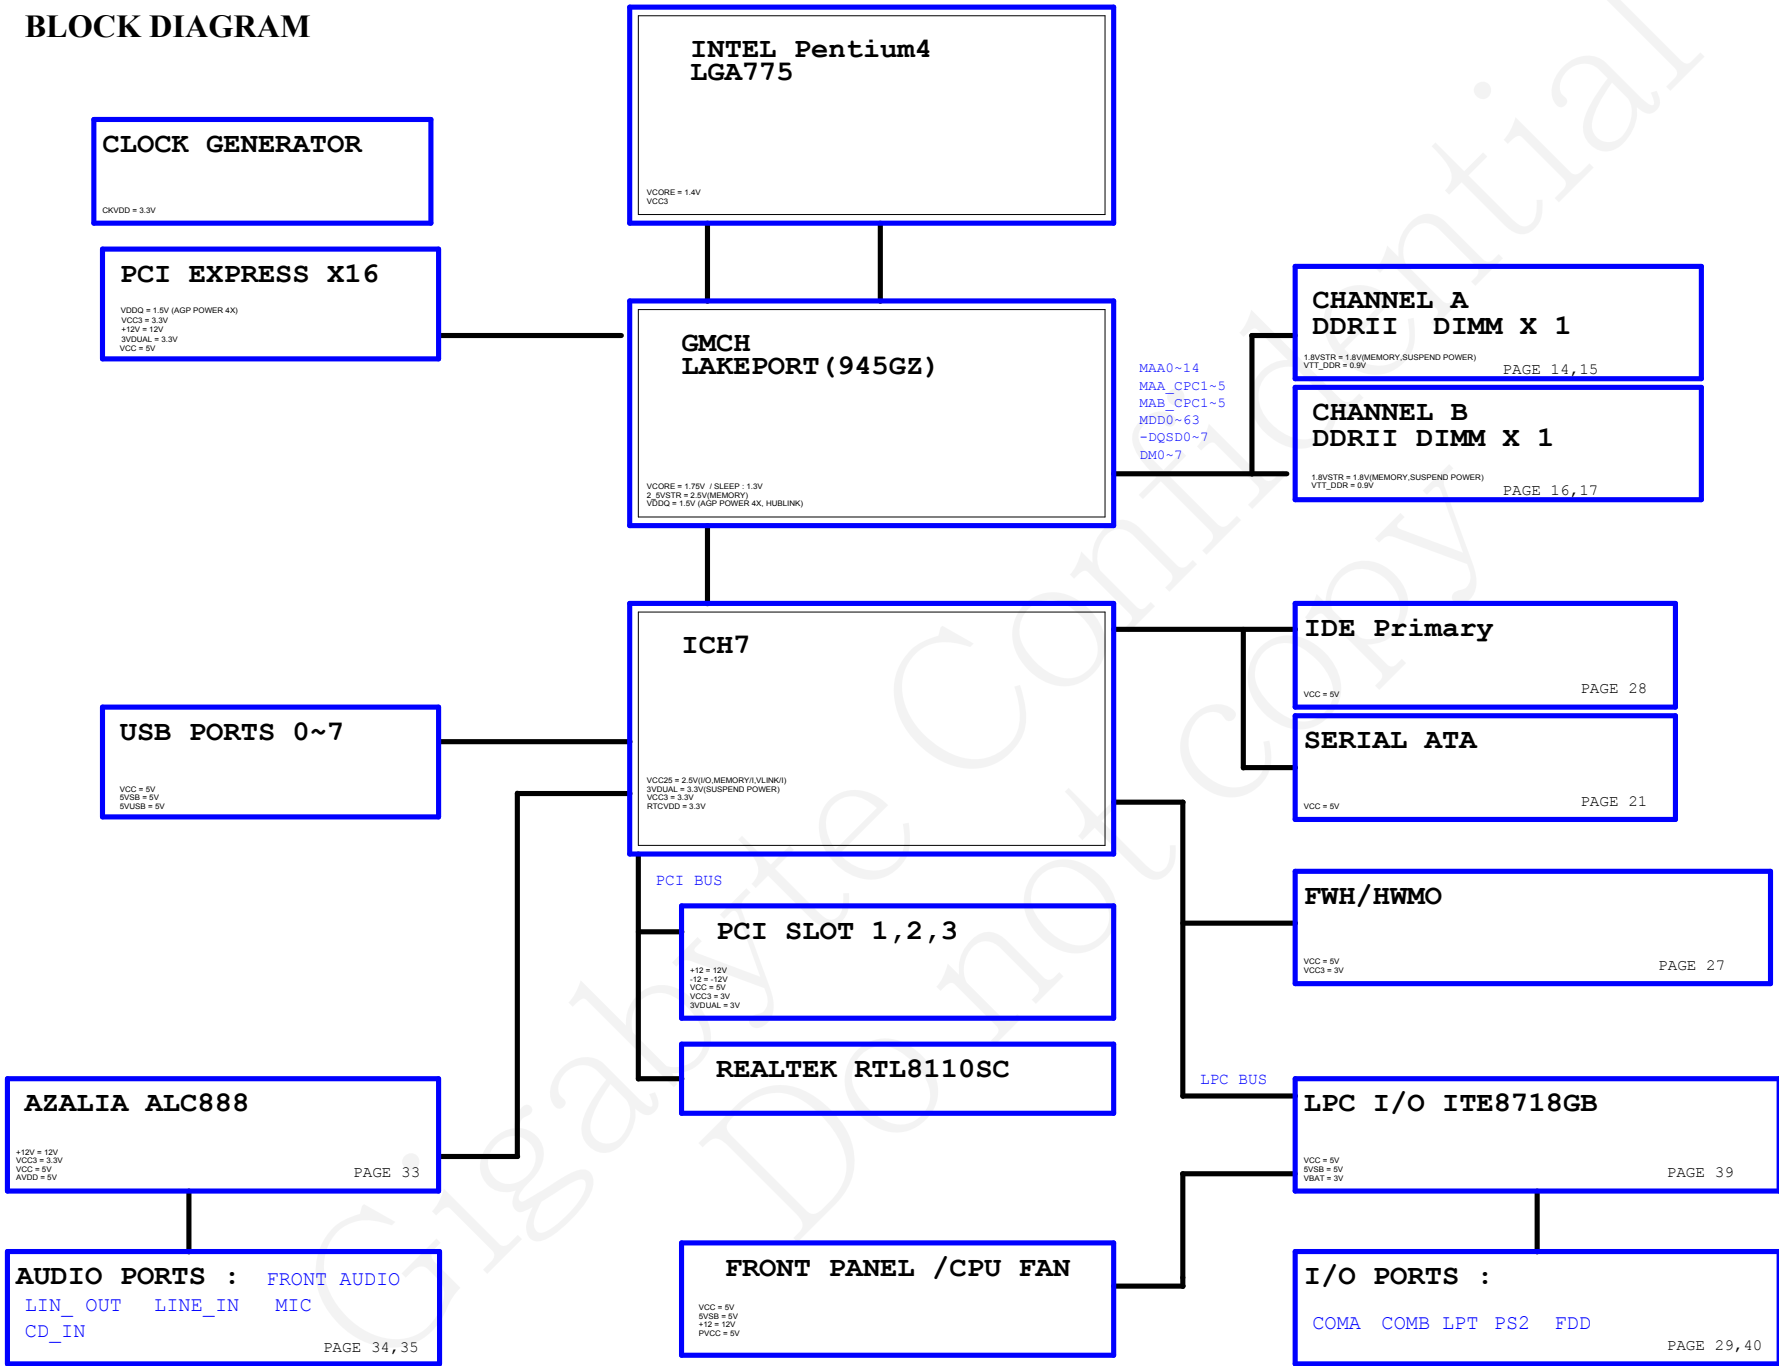 BLOCK DIAGRAM
INTEL Pentium4
LGA775
VCORE = 1.4V
VCC3
CLOCK GENERATOR
CKVDD = 3.3V
PCI EXPRESS X16
VDDQ = 1.5V (AGP POWER 4X)
VCC3 = 3.3V
+12V = 12V
3VDUAL = 3.3V
VCC = 5V
GMCH
LAKEPORT(945GZ)
VCORE = 1.75V / SLEEP : 1.3V
2_5VSTR = 2.5V(MEMORY)
VDDQ = 1.5V (AGP POWER 4X, HUBLINK)
MAA0~14
MAA_CPC1~5
MAB_CPC1~5
MDD0~63
-DQSD0~7
DM0~7
CHANNEL A
DDRII DIMM X 1
1.8VSTR = 1.8V(MEMORY,SUSPEND POWER)
VTT_DDR = 0.9V
PAGE 14,15
CHANNEL B
DDRII DIMM X 1
1.8VSTR = 1.8V(MEMORY,SUSPEND POWER)
VTT_DDR = 0.9V
PAGE 16,17
ICH7
VCC25 = 2.5V(I/O,MEMORY/I,VLINK/I)
3VDUAL = 3.3V(SUSPEND POWER)
VCC3 = 3.3V
RTCVDD = 3.3V
IDE Primary
VCC = 5V
PAGE 28
SERIAL ATA
VCC = 5V
PAGE 21
USB PORTS 0~7
VCC = 5V
5VSB = 5V
5VUSB = 5V
PCI BUS
PCI SLOT 1,2,3
+12 = 12V
-12 = -12V
VCC = 5V
VCC3 = 3V
3VDUAL = 3V
FWH/HWMO
VCC = 5V
VCC3 = 3V
PAGE 27
REALTEK RTL8110SC
LPC BUS
LPC I/O ITE8718GB
VCC = 5V
5VSB = 5V
VBAT = 3V
PAGE 39
AZALIA ALC888
+12V = 12V
VCC3 = 3.3V
VCC = 5V
AVDD = 5V
PAGE 33
AUDIO PORTS : FRONT AUDIO
LIN_ OUT LINE_IN MIC
CD_IN
PAGE 34,35
FRONT PANEL /CPU FAN
VCC = 5V
5VSB = 5V
+12 = 12V
PVCC = 5V
I/O PORTS :
COMA COMB LPT PS2 FDD
PAGE 29,40
Gigabyte Confidential
Do not copy